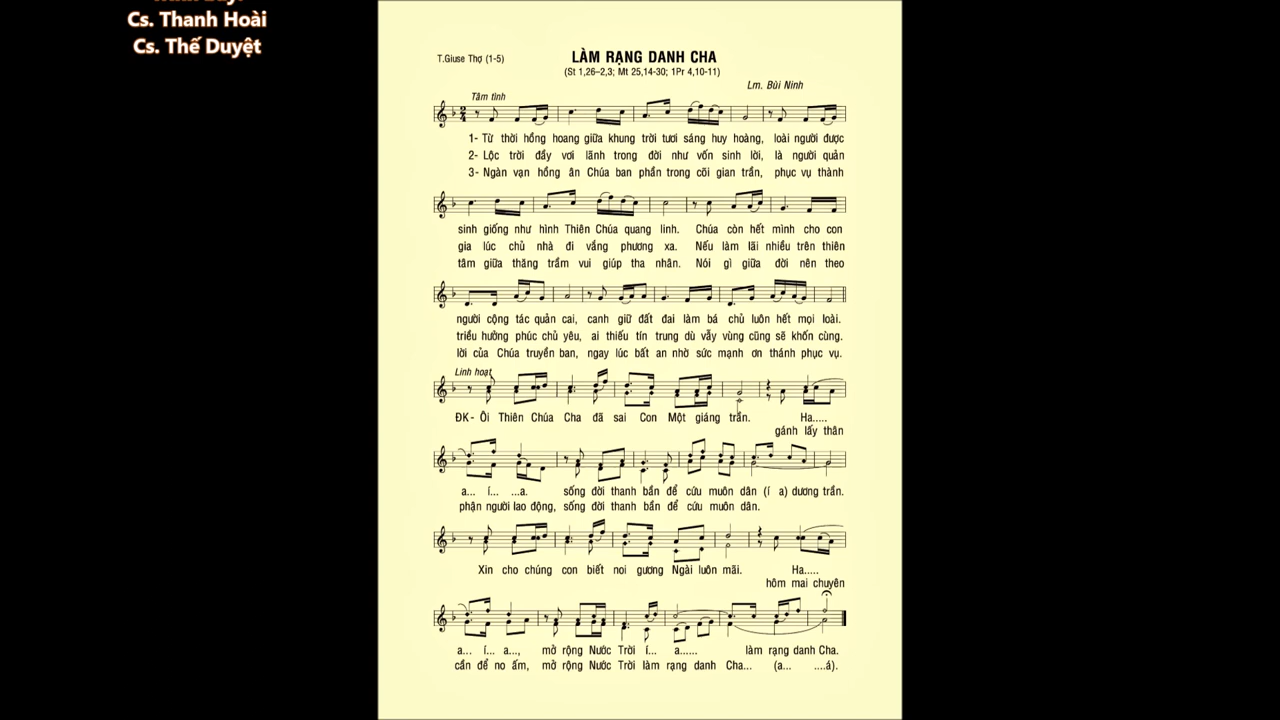 Cs. Thanh Hoài
Cs. Thế Duyệt
T.Giuse Thợ (1-5)
LÀM RẠNG DANH CHA
(St 1,26–2,3; Mt 25,14-30; 1Pr 4,10-11)
Lm. Bùi Ninh
Tâm tình
1- Từ thời hồng hoang giữa khung trời tươi sáng huy hoàng, loài người được
2- Lộc trời đầy vơi lãnh trong đời như vốn sinh lời, là người quản
3- Ngàn vạn hồng ân Chúa ban phần trong cõi gian trần, phục vụ thành
sinh giống như hình Thiên Chúa quang linh. Chúa còn hết mình cho con
gia lúc chủ nhà đi vắng phương xa. Nếu làm lãi nhiều trên thiên
tâm giữa thăng trầm vui giúp tha nhân. Nói gì giữa đời nên theo
người cộng tác quản cai, canh giữ đất đai làm bá chủ luôn hết mọi loài.
triều hưởng phúc chủ yêu, ai thiếu tín trung dù vẫy vùng cũng sẽ khốn cùng.
lời của Chúa truyền ban, ngay lúc bất an nhờ sức mạnh ơn thánh phục vụ.
Linh hoạt
ĐK- Ôi Thiên Chúa Cha đã sai Con Một giáng trần. Ha.....
gánh lấy thân
a... í... ...a. sống đời thanh bần để cứu muôn dân (í a) dương trần.
phận người lao động, sống đời thanh bần để cứu muôn dân.
Xin cho chúng con biết noi gương Ngài luôn mãi. Ha.....
hôm mai chuyên
a... í... a..., mở rộng Nước Trời í... a...... làm rạng danh Cha.
cần để no ấm, mở rộng Nước Trời làm rạng danh Cha... (a... ....á).